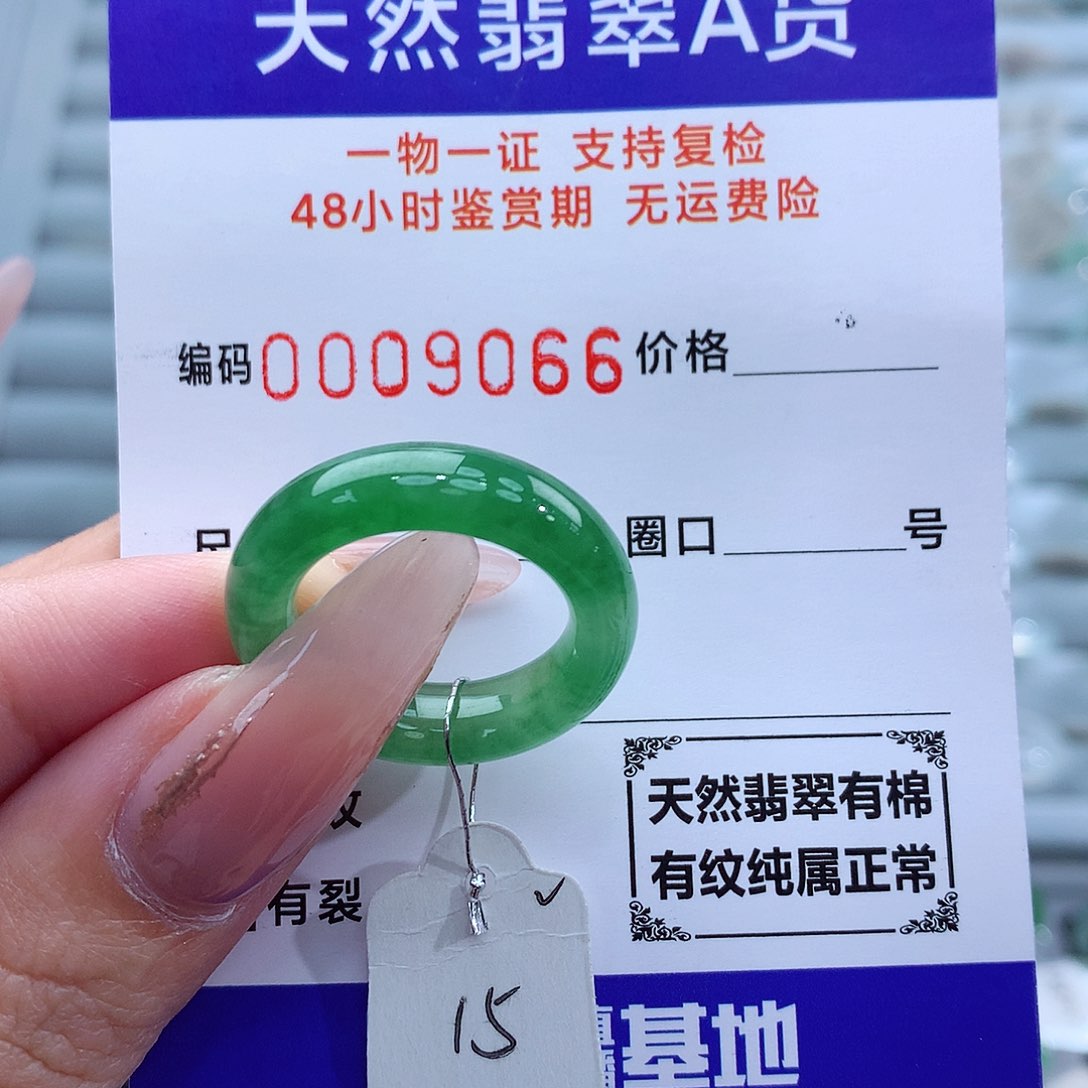 天然翡翠A货
一物一证 支持复检
48小时鉴赏期 无运费险
编码0009066价格
圈口 号
天然翡翠有棉
有纹纯属正常
有裂
15
基地